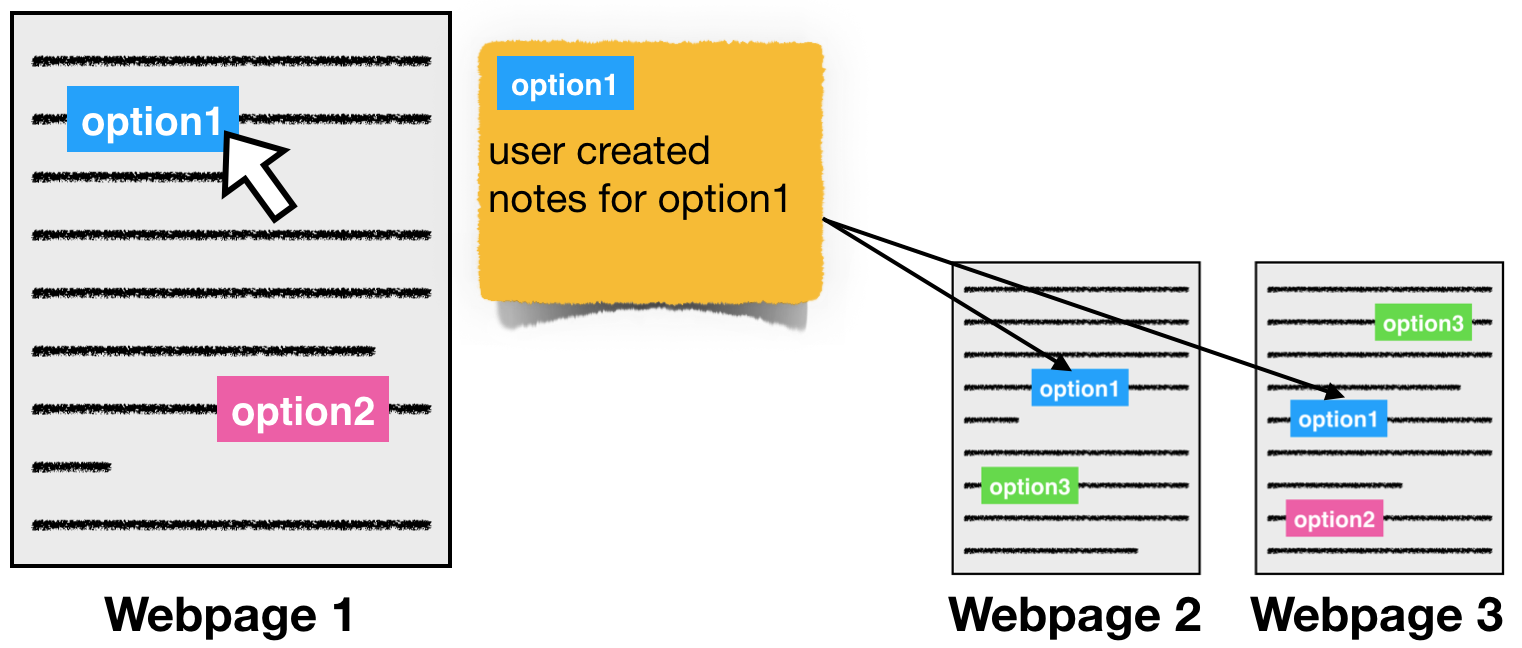 option1
option2
Webpage 1
option1
user created
notes for option1
option1
option3
Webpage 2
option3
option1
option2
Webpage 3